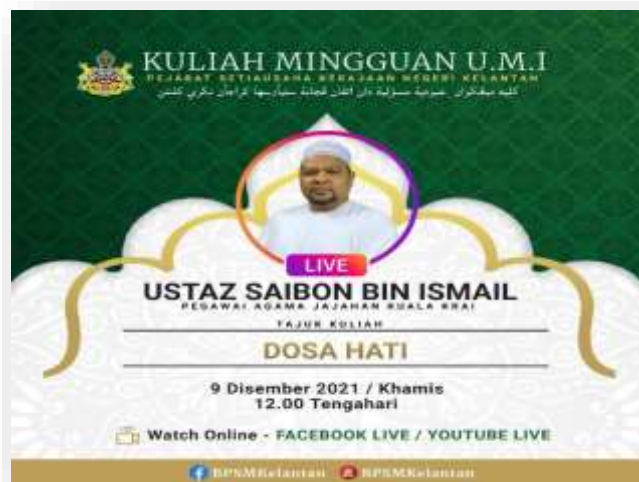 KULIAH MINGGUAN U.M.I
PEJABAT SETIAUSAHA KERAJAAN NEGERI KELANTAN
LIVE
USTAZ SAIBON BIN ISMAIL
PEGAWAI AGAMA JAJAHAN KUALA KRAI
TAJUK KULIAH
DOSA HATI
9 Disember 2021 / Khamis
12.00 Tengahari
Watch Online - FACEBOOK LIVE / YOUTUBE LIVE
BPSMKelantan BPSMKelantan